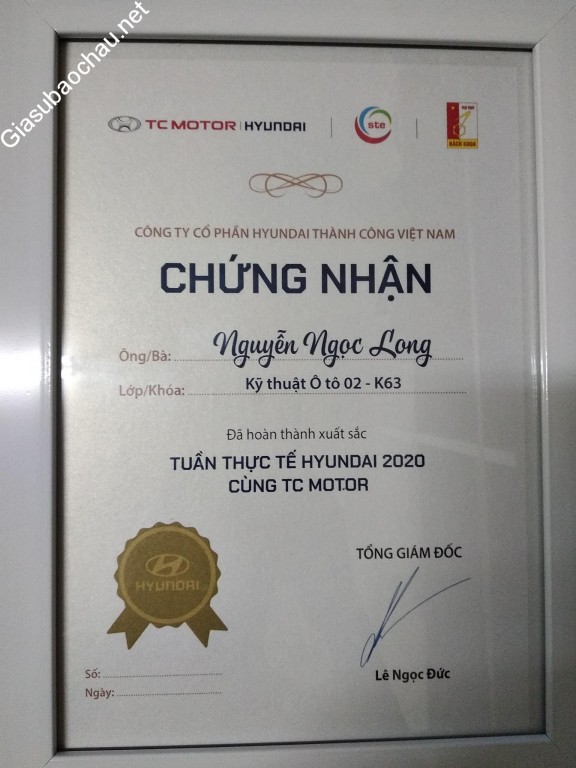 Giasubaochau.net
TC MOTOR | HYUNDAI
ste
BÁCH KHOA
CÔNG TY CỔ PHẦN HYUNDAI THÀNH CÔNG VIỆT NAM
CHỨNG NHẬN
Ông/Bà: Nguyễn Ngọc Long
Lớp/Khóa: Kỹ thuật Ô tô 02 - K63
Đã hoàn thành xuất sắc
TUẦN THỰC TẾ HYUNDAI 2020
CÙNG TC MOTOR
TỔNG GIÁM ĐỐC
HYUNDAI
Lê Ngọc Đức
Số:
Ngày: